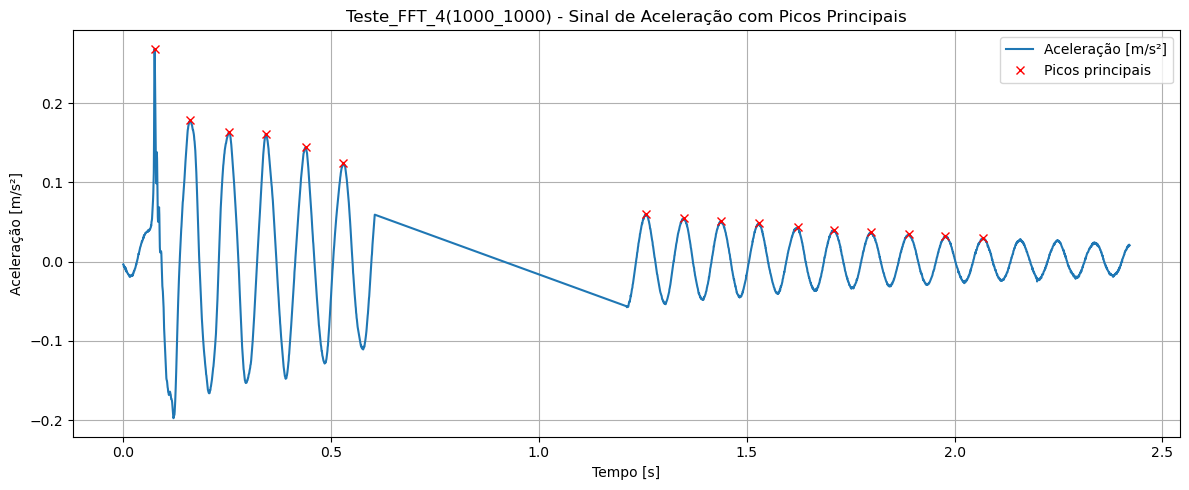 Teste_FFT_4(1000_1000) - Sinal de Aceleração com Picos Principais
Aceleração [m/s²]
Picos principais
Aceleração [m/s²]
0.2
0.1
0.0
−0.1
−0.2
0.0 0.5 1.0 1.5 2.0 2.5
Tempo [s]